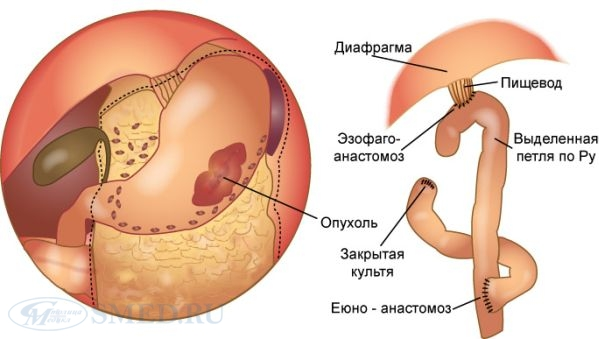 Диафрагма
Пищевод
Эзофаго-
анастомоз
Выделенная
петля по Ру
Опухоль
Закрытая
культя
Еюно - анастомоз
SMED.RU